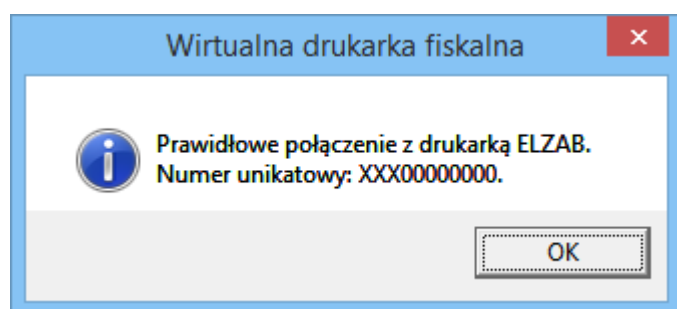 Wirtualna drukarka fiskalna
Prawidłowe połączenie z drukarką ELZAB.
Numer unikatowy: XXX00000000.
OK